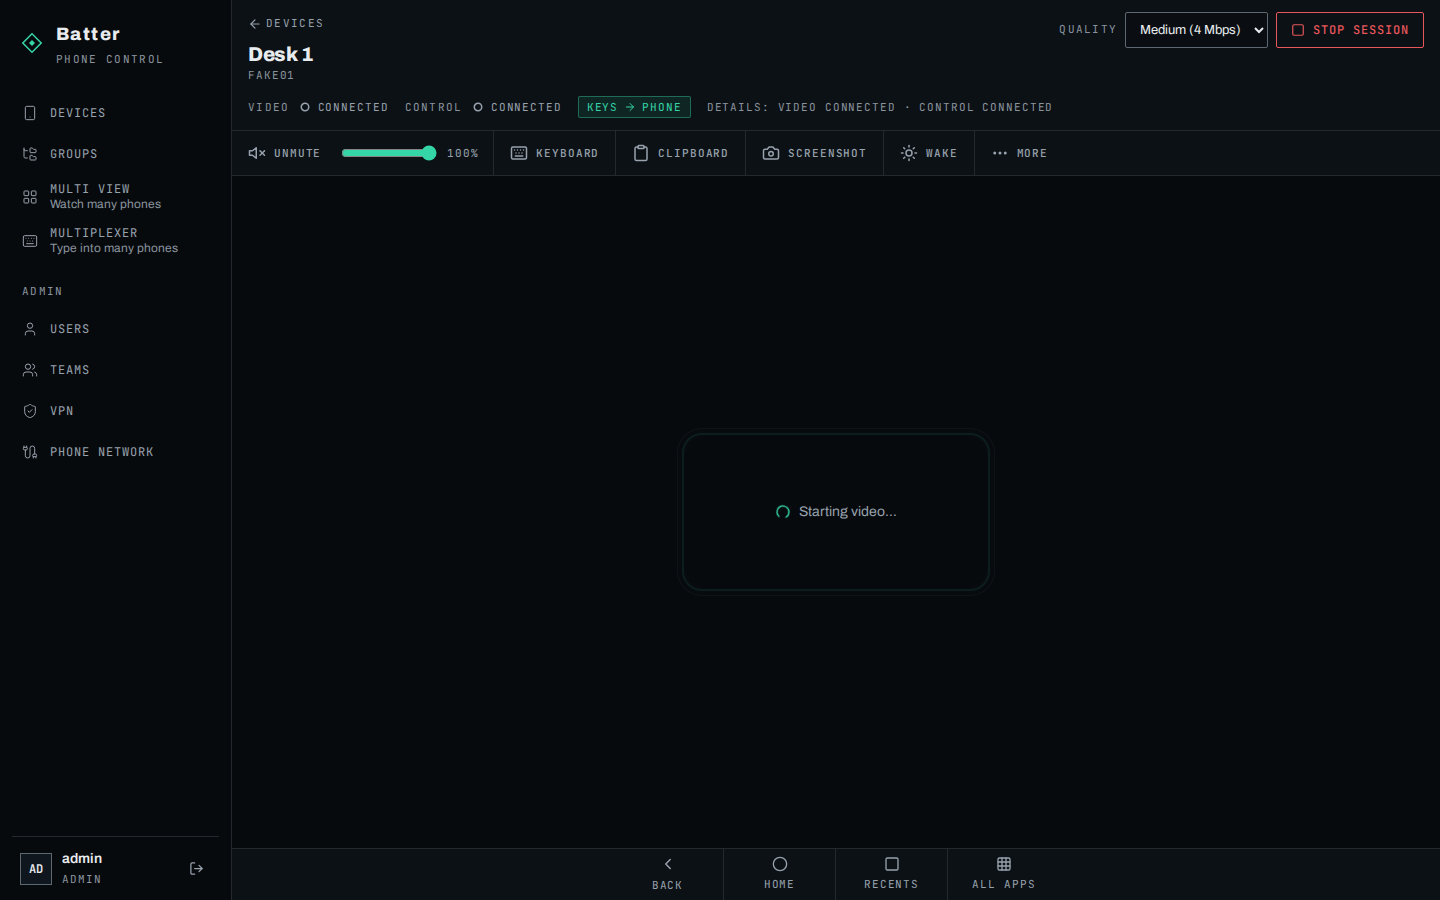 Batter
PHONE CONTROL
DEVICES
GROUPS
MULTI VIEW
Watch many phones
MULTIPLEXER
Type into many phones
ADMIN
USERS
TEAMS
VPN
PHONE NETWORK
AD
admin
ADMIN
DEVICES
Desk 1
FAKE01
QUALITY Medium (4 Mbps) STOP SESSION
VIDEO CONNECTED CONTROL CONNECTED KEYS → PHONE DETAILS: VIDEO CONNECTED · CONTROL CONNECTED
UNMUTE 100% KEYBOARD CLIPBOARD SCREENSHOT WAKE MORE
Starting video...
BACK HOME RECENTS ALL APPS